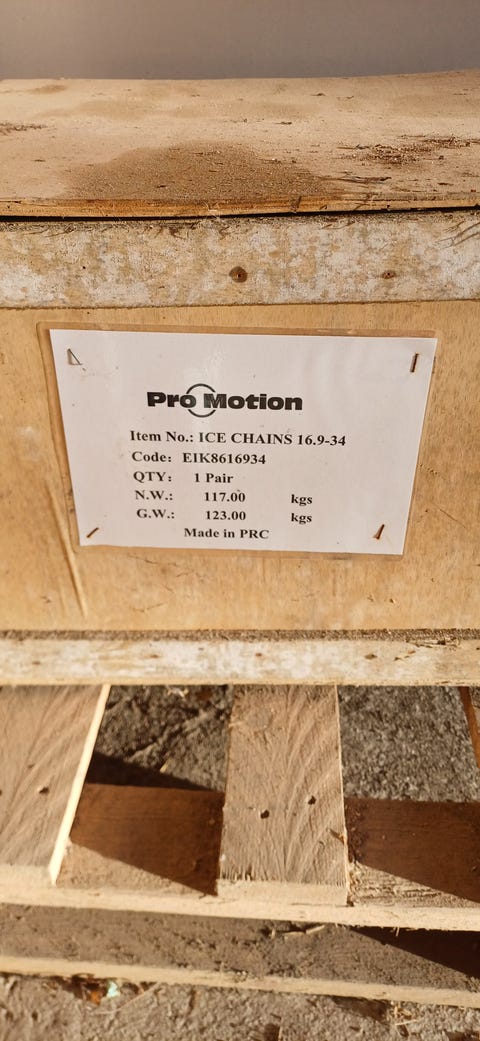 Pro Motion
Item No.: ICE CHAINS 16.9-34
Code: EIK8616934
QTY: 1 Pair
N.W.: 117.00 kgs
G.W.: 123.00 kgs
Made in PRC